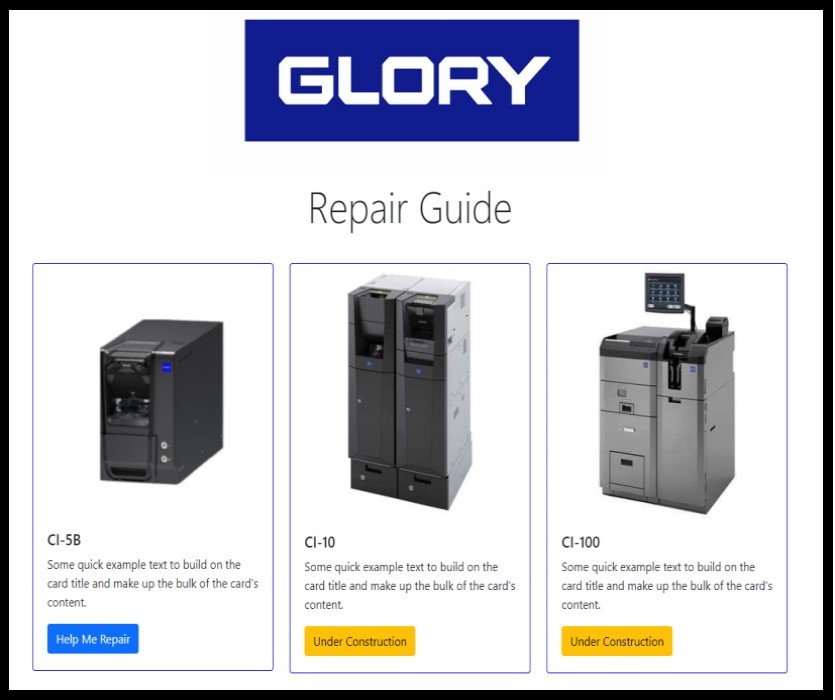 GLORY
Repair Guide
CI-5B
Some quick example text to build on the
card title and make up the bulk of the card's
content.
Help Me Repair
CI-10
Some quick example text to build on the
card title and make up the bulk of the card's
content.
Under Construction
CI-100
Some quick example text to build on the
card title and make up the bulk of the card's
content.
Under Construction